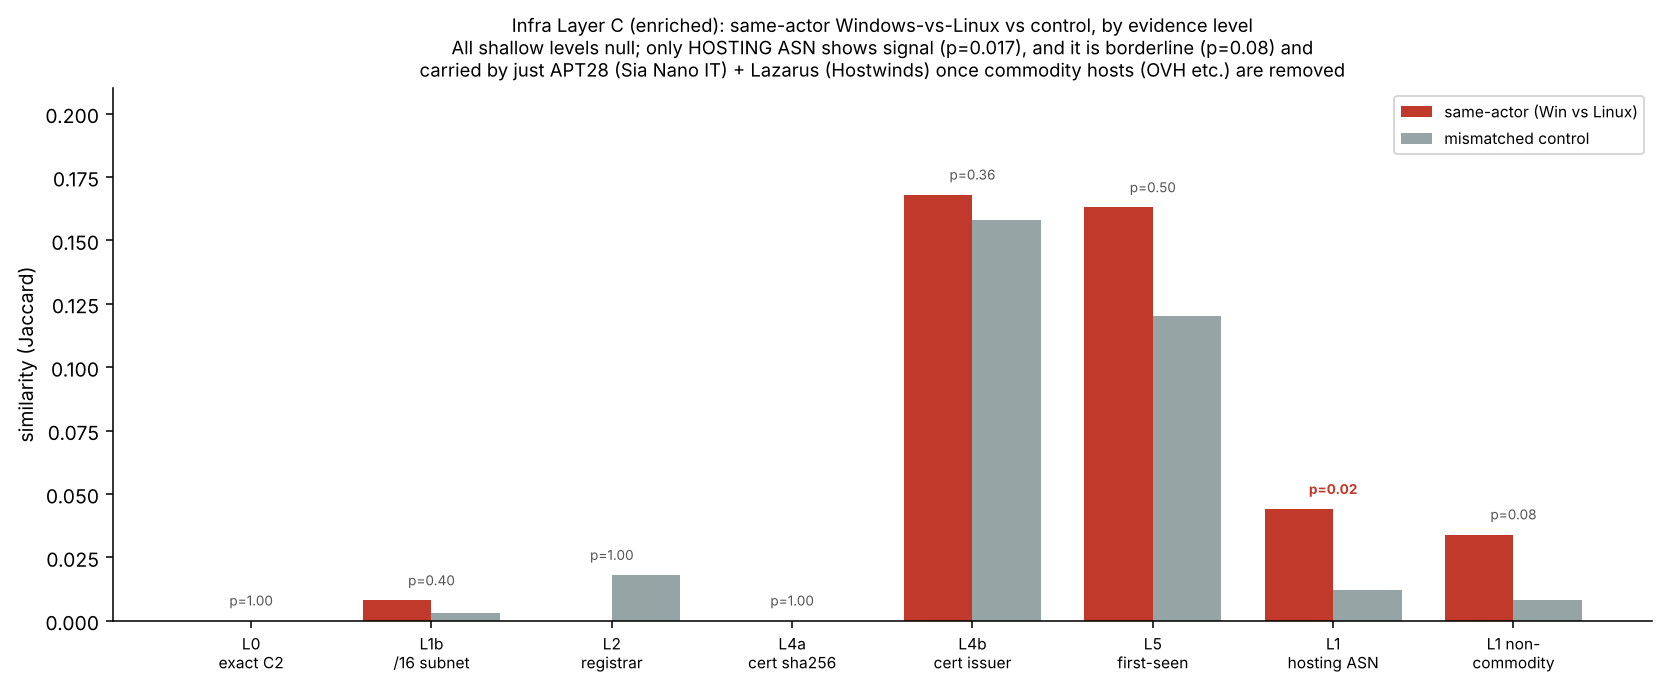 Infra Layer C (enriched): same-actor Windows-vs-Linux vs control, by evidence level
All shallow levels null; only HOSTING ASN shows signal (p=0.017), and it is borderline (p=0.08) and
carried by just APT28 (Sia Nano IT) + Lazarus (Hostwinds) once commodity hosts (OVH etc.) are removed
same-actor (Win vs Linux)
mismatched control
similarity (Jaccard)
0.200
0.175
0.150
0.125
0.100
0.075
0.050
0.025
0.000
p=1.00
p=0.40
p=1.00
p=1.00
p=0.36
p=0.50
p=0.02
p=0.08
L0
exact C2
L1b
/16 subnet
L2
registrar
L4a
cert sha256
L4b
cert issuer
L5
first-seen
L1
hosting ASN
L1 non-
commodity